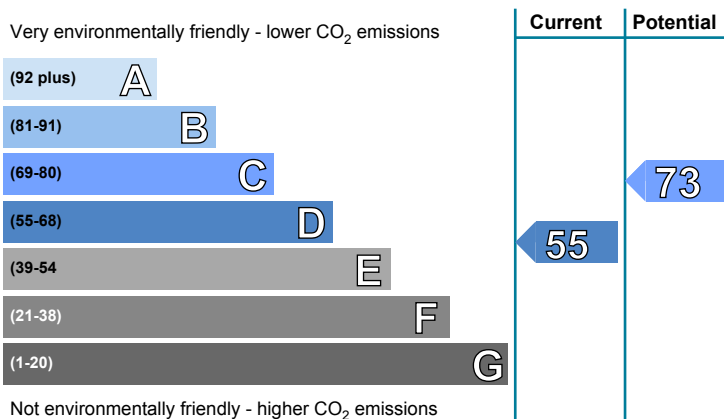 Current Potential
Very environmentally friendly - lower CO2 emissions
(92 plus) A
(81-91) B
(69-80) C
73
(55-68) D
55
(39-54 E
(21-38) F
(1-20) G
Not environmentally friendly - higher CO2 emissions